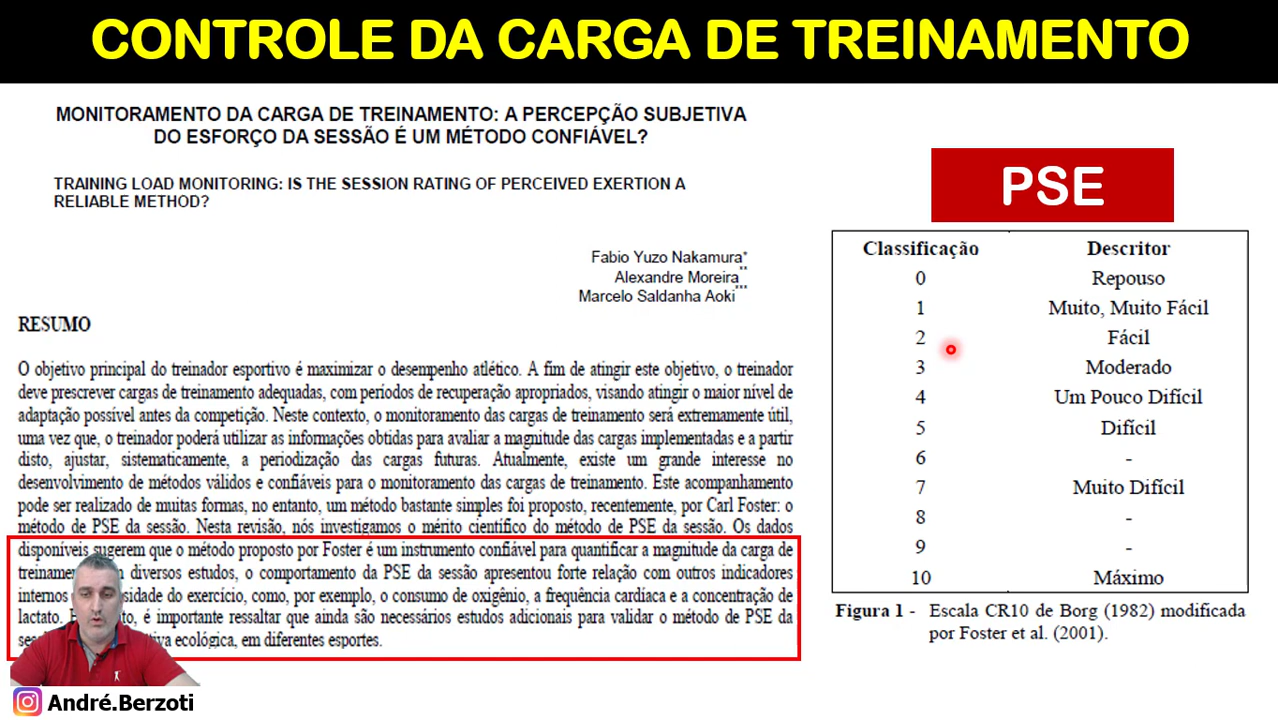 CONTROLE DA CARGA DE TREINAMENTO
MONITORAMENTO DA CARGA DE TREINAMENTO: A PERCEPÇÃO SUBJETIVA
DO ESFORÇO DA SESSÃO É UM MÉTODO CONFIÁVEL?
TRAINING LOAD MONITORING: IS THE SESSION RATING OF PERCEIVED EXERTION A
RELIABLE METHOD?
Fabio Yuzo Nakamura*
Alexandre Moreira**
Marcelo Saldanha Aoki***
RESUMO
O objetivo principal do treinador esportivo é maximizar o desempenho atlético. A fim de atingir este objetivo, o treinador
deve prescrever cargas de treinamento adequadas, com períodos de recuperação apropriados, visando atingir o maior nível de
adaptação possível antes da competição. Neste contexto, o monitoramento das cargas de treinamento será extremamente útil,
uma vez que, o treinador poderá utilizar as informações obtidas para avaliar a magnitude das cargas implementadas e a partir
disto, ajustar, sistematicamente, a periodização das cargas futuras. Atualmente, existe um grande interesse no
desenvolvimento de métodos válidos e confiáveis para o monitoramento das cargas de treinamento. Este acompanhamento
pode ser realizado de muitas formas, no entanto, um método bastante simples foi proposto, recentemente, por Carl Foster: o
método de PSE da sessão. Nesta revisão, nós investigamos o mérito científico do método de PSE da sessão. Os dados
disponíveis sugerem que o método proposto por Foster é um instrumento confiável para quantificar a magnitude da carga de
diversos estudos, o comportamento da PSE da sessão apresentou forte relação com outros indicadores
internos do exercício, como, por exemplo, o consumo de oxigênio, a frequência cardíaca e a concentração de
lactato. é importante ressaltar que ainda são necessários estudos adicionais para validar o método de PSE da
ecológica, em diferentes esportes.
PSE
Classificação Descritor
0 Repouso
1 Muito, Muito Fácil
2 Fácil
3 Moderado
4 Um Pouco Difícil
5 Difícil
6 -
7 Muito Difícil
8 -
9 -
10 Máximo
Figura 1 - Escala CR10 de Borg (1982) modificada
por Foster et al. (2001).
André.Berzoti